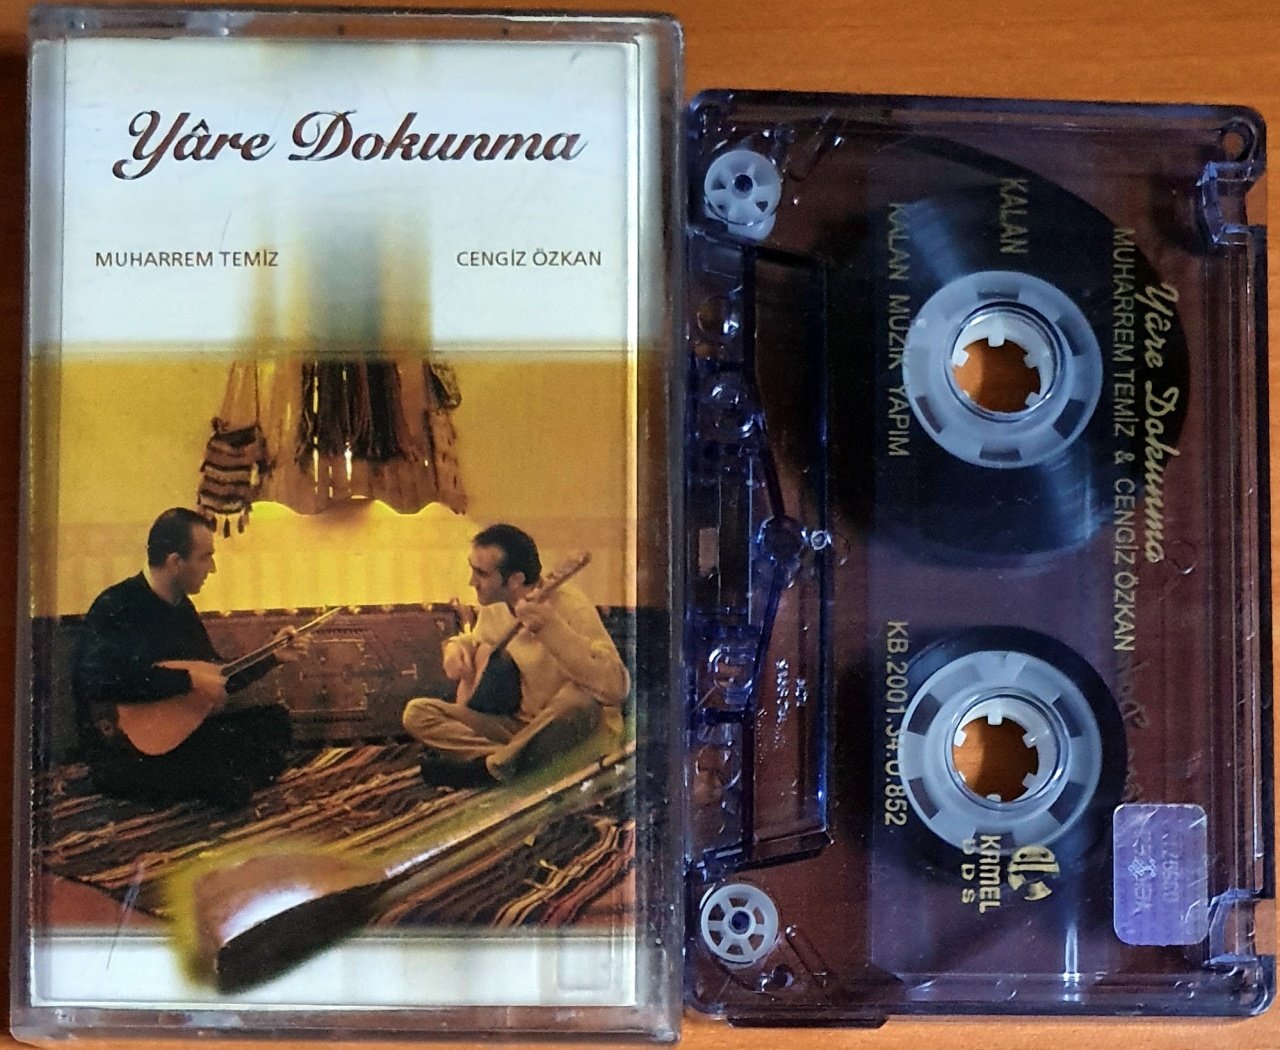 Yâre Dokunma
MUHARREM TEMİZ
CENGİZ ÖZKAN
Yâre Dokunma
MUHARREM TEMİZ & CENGİZ ÖZKAN
KALAN
KALAN MÜZİK YAPIM
KB.2001.34.Ü.852
KAMEL
D D S